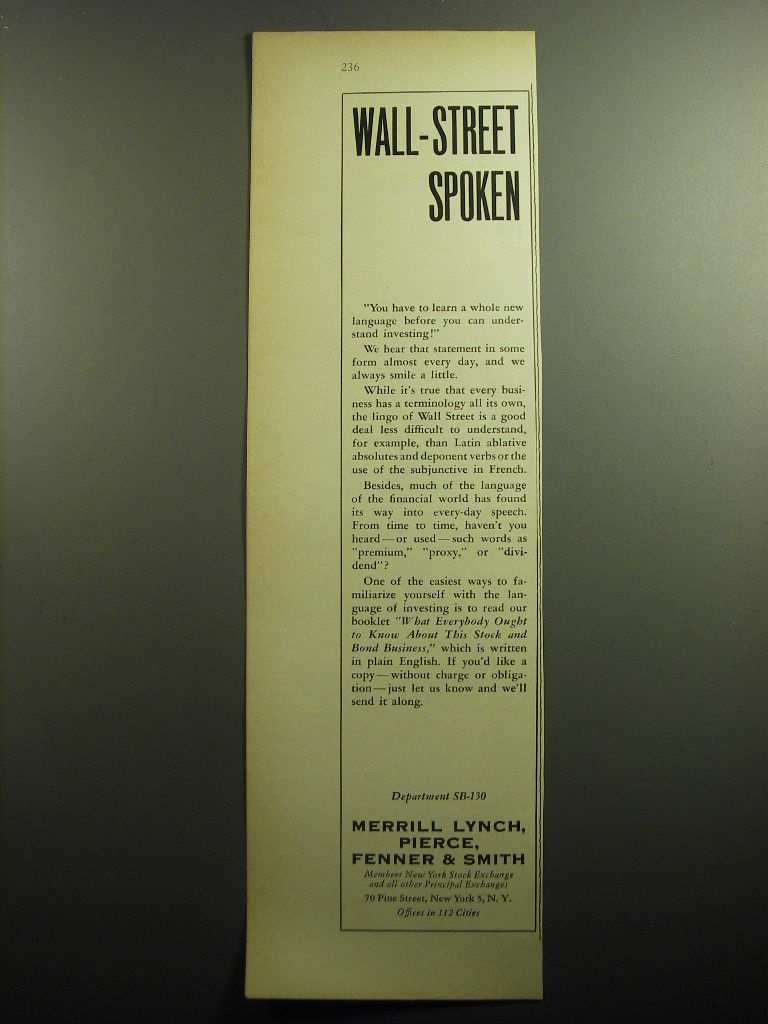 236
WALL-STREET
SPOKEN
"You have to learn a whole new
language before you can under-
stand investing!"
We hear that statement in some
form almost every day, and we
always smile a little.
While it's true that every busi-
ness has a terminology all its own,
the lingo of Wall Street is a good
deal less difficult to understand,
for example, than Latin ablative
absolutes and deponent verbs or the
use of the subjunctive in French.
Besides, much of the language
of the financial world has found
its way into every-day speech.
From time to time, haven't you
heard—or used—such words as
"premium," "proxy," or "divi-
dend"?
One of the easiest ways to fa-
miliarize yourself with the lan-
guage of investing is to read our
booklet "What Everybody Ought
to Know About This Stock and
Bond Business," which is written
in plain English. If you'd like a
copy—without charge or obliga-
tion—just let us know and we'll
send it along.
Department SB-130
MERRILL LYNCH,
PIERCE,
FENNER & SMITH
Members New York Stock Exchange
and all other Principal Exchanges
70 Pine Street, New York 5, N. Y.
Offices in 112 Cities